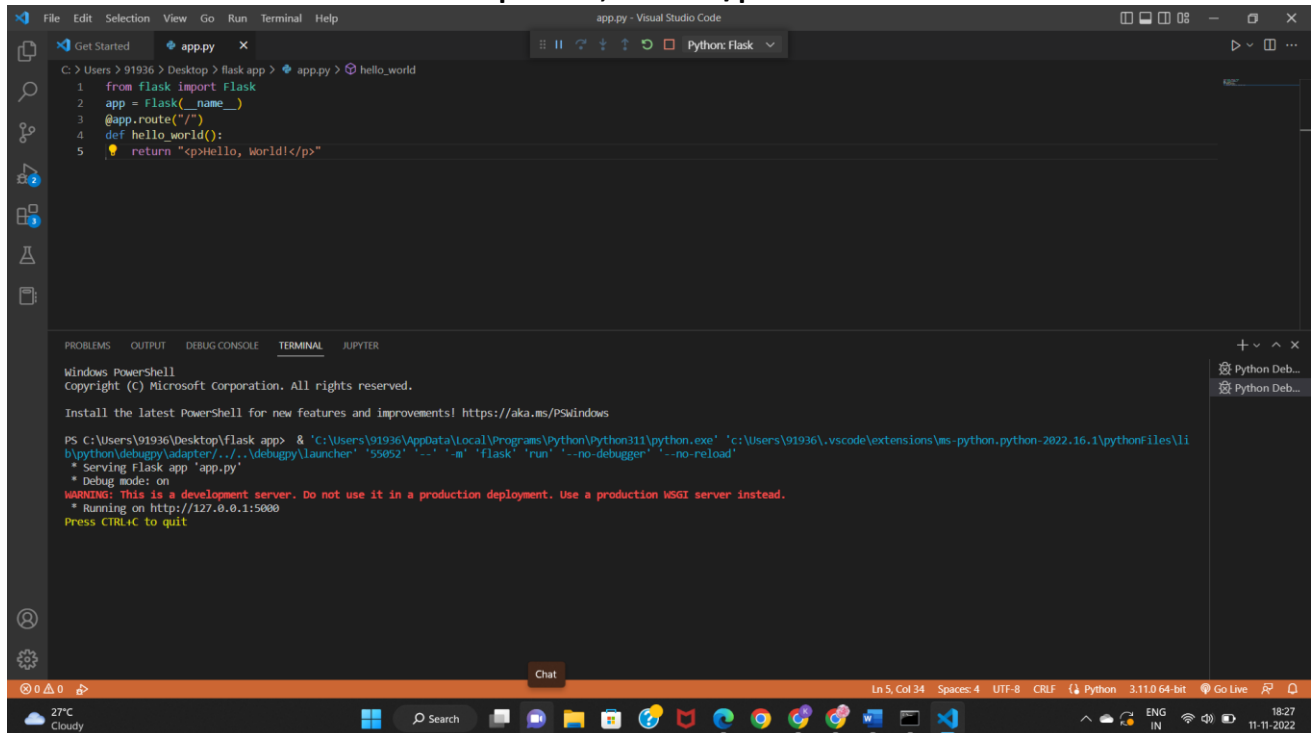 File Edit Selection View Go Run Terminal Help
app.py - Visual Studio Code
Get Started
app.py
Python: Flask
C: > Users > 91936 > Desktop > flask app > app.py > hello_world
1 from flask import Flask
2 app = Flask(__name__)
3 @app.route("/")
4 def hello_world():
5 return "<p>Hello, World!</p>"
2
3
PROBLEMS OUTPUT DEBUG CONSOLE TERMINAL JUPYTER
Python Deb...
Python Deb...
Windows PowerShell
Copyright (C) Microsoft Corporation. All rights reserved.
Install the latest PowerShell for new features and improvements! https://aka.ms/PSWindows
PS C:\Users\91936\Desktop\flask app> & 'C:\Users\91936\AppData\Local\Programs\Python\Python311\python.exe' 'c:\Users\91936\.vscode\extensions\ms-python.python-2022.16.1\pythonFiles\li
b\python\debugpy\adapter/../..\debugpy\launcher' '55052' '--' '-m' 'flask' 'run' '--no-debugger' '--no-reload'
* Serving Flask app 'app.py'
* Debug mode: on
WARNING: This is a development server. Do not use it in a production deployment. Use a production WSGI server instead.
* Running on http://127.0.0.1:5000
Press CTRL+C to quit
Chat
0 0
Ln 5, Col 34 Spaces: 4 UTF-8 CRLF Python 3.11.0 64-bit Go Live
27°C
Cloudy
Search
ENG
IN
18:27
11-11-2022